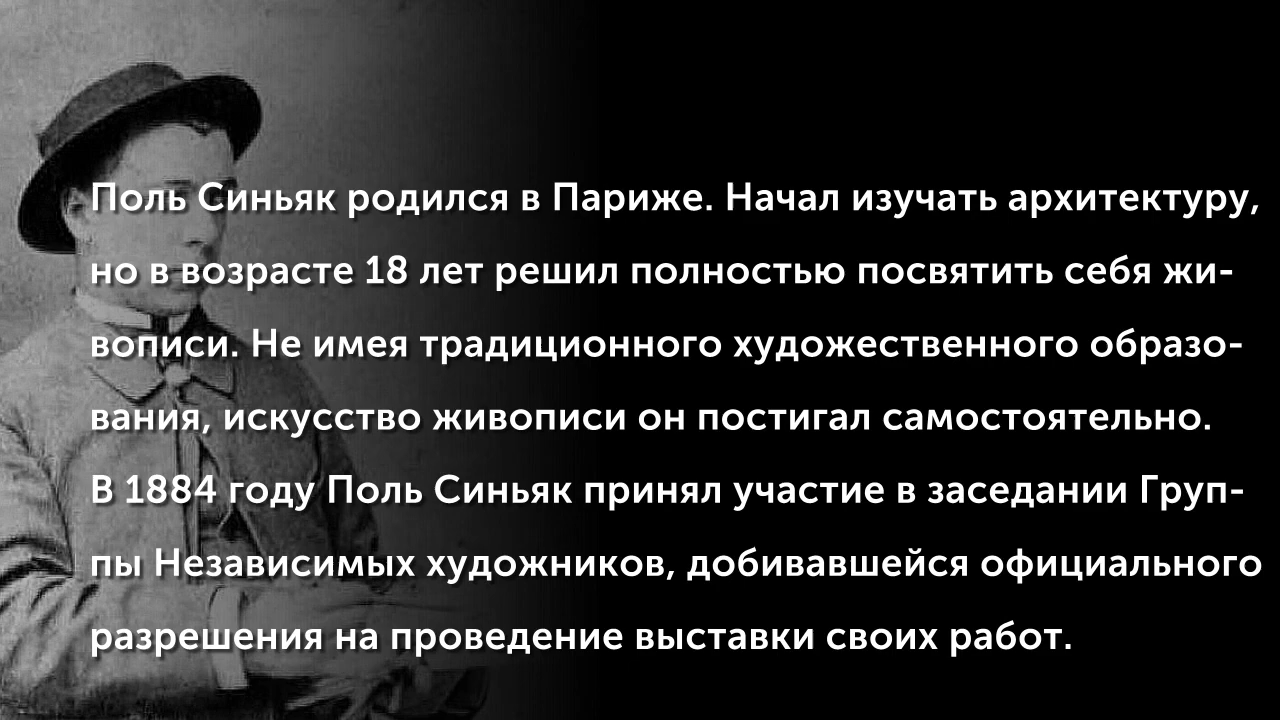 Поль Синьяк родился в Париже. Начал изучать архитектуру,
но в возрасте 18 лет решил полностью посвятить себя жи-
вописи. Не имея традиционного художественного образо-
вания, искусство живописи он постигал самостоятельно.
В 1884 году Поль Синьяк принял участие в заседании Груп-
пы Независимых художников, добивавшейся официального
разрешения на проведение выставки своих работ.